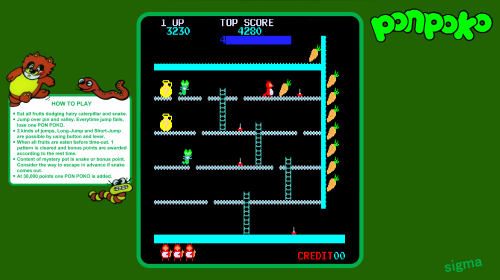 1 UP TOP SCORE
3230 4280
ponpoko
HOW TO PLAY
• Eat all fruits dodging hairy caterpillar and snake.
• Jump over pin and valley. Everytime jump fails,
lose one PON POKO.
• 2 kinds of jumps, Long-Jump and Short-Jump
are possible by using button and lever.
• When all fruits are eaten before time-out, 1
pattern is cleared and bonus points are awarded
according to the rest time.
• Content of mystery pot is snake or bonus point.
Consider the way to escape in advance if snake
comes out.
• At 30,000 points one PON POKO is added.
CREDIT 00
sigma